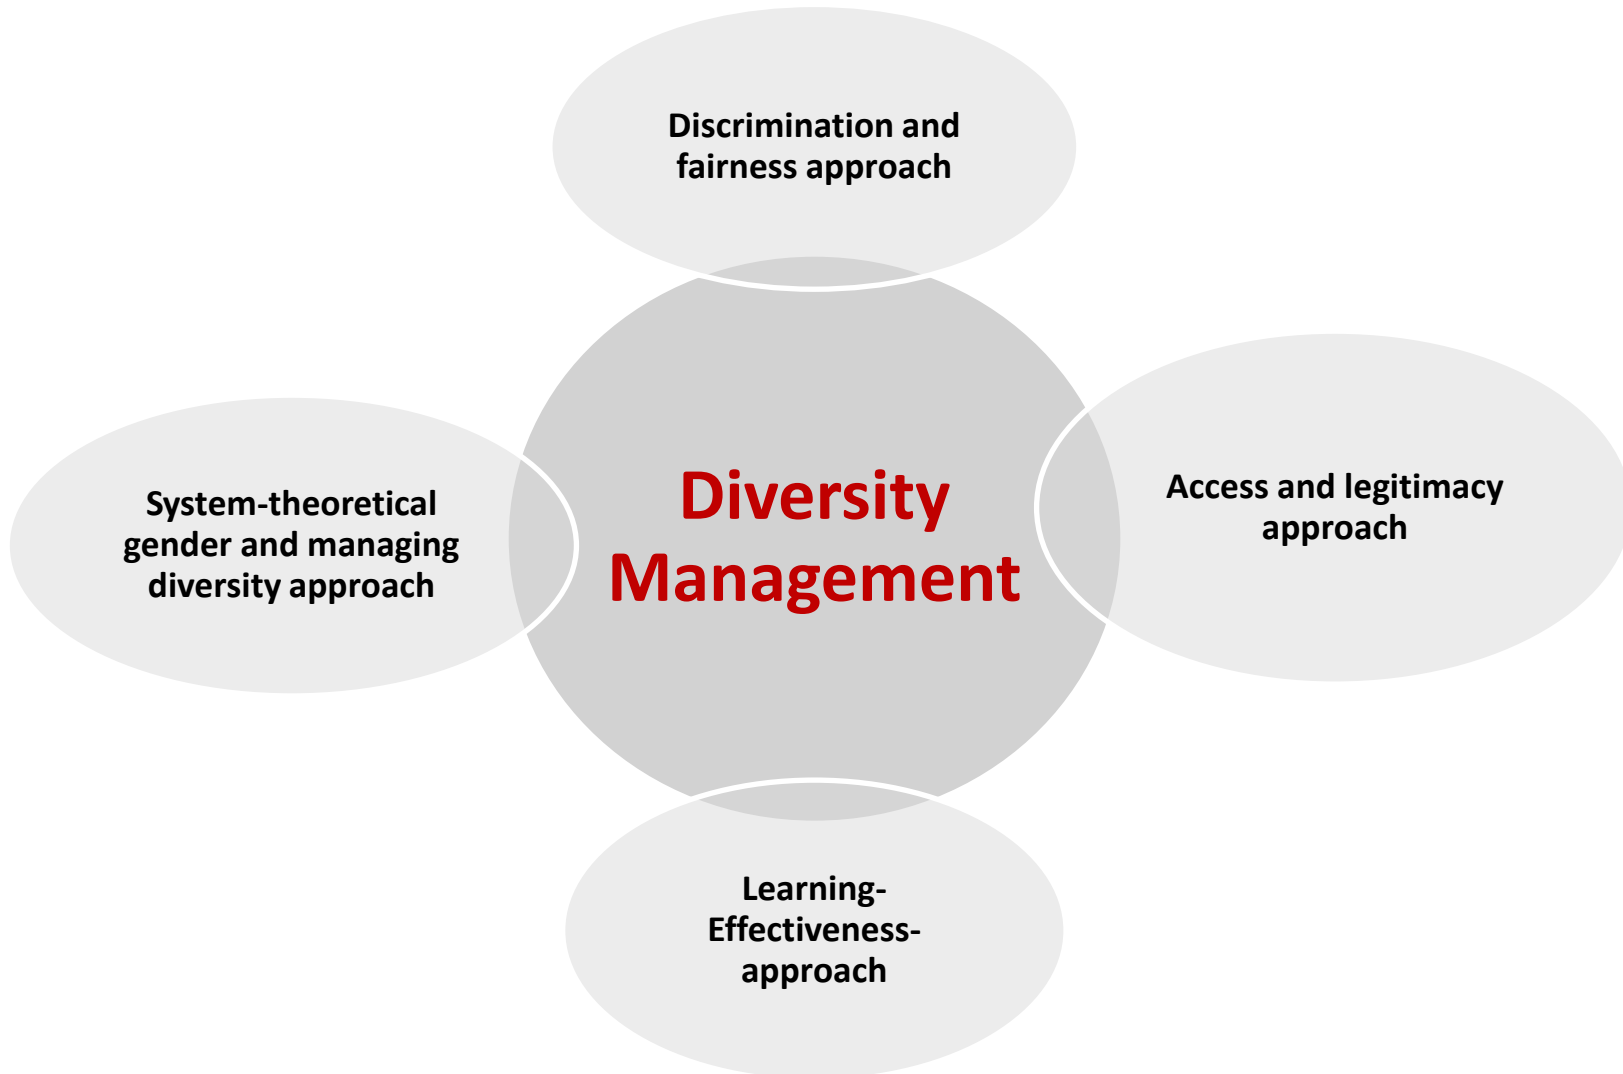 Discrimination and
fairness approach
System-theoretical
gender and managing
diversity approach
Diversity
Management
Access and legitimacy
approach
Learning-
Effectiveness-
approach